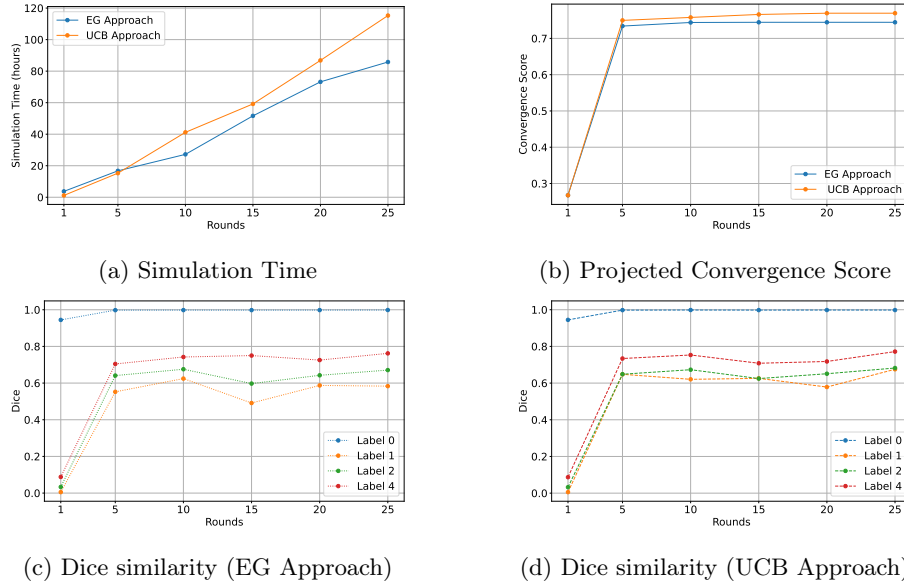 120
100
80
60
40
20
0
Simulation Time (hours)
EG Approach
UCB Approach
1 5 10 15 20 25
Rounds
(a) Simulation Time
0.7
0.6
0.5
0.4
0.3
Convergence Score
EG Approach
UCB Approach
1 5 10 15 20 25
Rounds
(b) Projected Convergence Score
1.0
0.8
0.6
0.4
0.2
0.0
Dice
Label 0
Label 1
Label 2
Label 4
1 5 10 15 20 25
Rounds
(c) Dice similarity (EG Approach)
1.0
0.8
0.6
0.4
0.2
0.0
Dice
Label 0
Label 1
Label 2
Label 4
1 5 10 15 20 25
Rounds
(d) Dice similarity (UCB Approach)